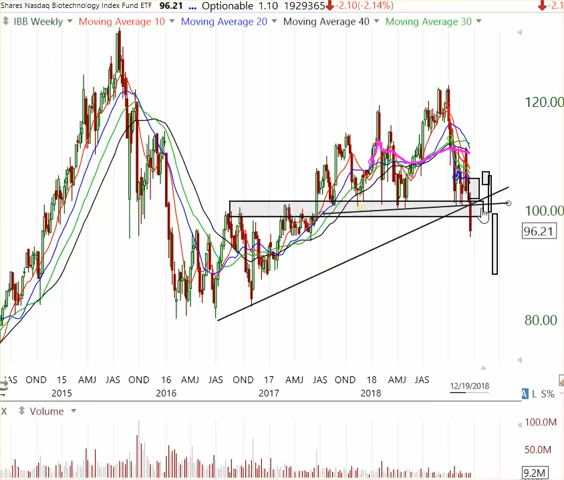 Shares Nasdaq Biotechnology Index Fund ETF 96.21 ... Optionable 1.10 1929365 -2.10(-2.14%) -2.1
IBB Weekly Moving Average 10 Moving Average 20 Moving Average 40 Moving Average 30
120.00
100.00
96.21
80.00
JAS OND 15 AMJ JAS OND 16 AMJ JAS OND 17 AMJ JAS OND 18 AMJ JAS
2015 2016 2017 2018 12/19/2018
A L S%
X Volume
100.0M
50.0M
9.2M